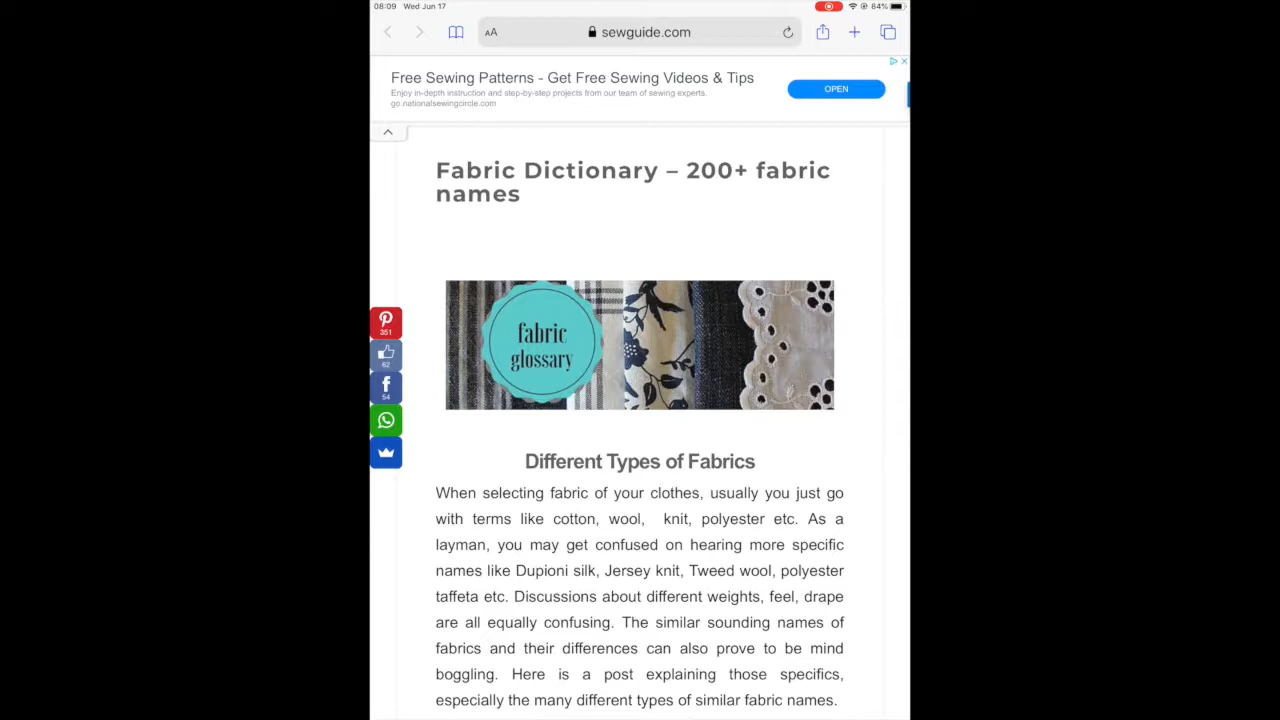 08:09 Wed Jun 17
84%
AA
sewguide.com
Free Sewing Patterns - Get Free Sewing Videos & Tips
Enjoy in-depth instruction and step-by-step projects from our team of sewing experts.
go.nationalsewingcircle.com
OPEN
Fabric Dictionary – 200+ fabric
names
fabric
glossary
351
62
54
Different Types of Fabrics
When selecting fabric of your clothes, usually you just go
with terms like cotton, wool, knit, polyester etc. As a
layman, you may get confused on hearing more specific
names like Dupioni silk, Jersey knit, Tweed wool, polyester
taffeta etc. Discussions about different weights, feel, drape
are all equally confusing. The similar sounding names of
fabrics and their differences can also prove to be mind
boggling. Here is a post explaining those specifics,
especially the many different types of similar fabric names.